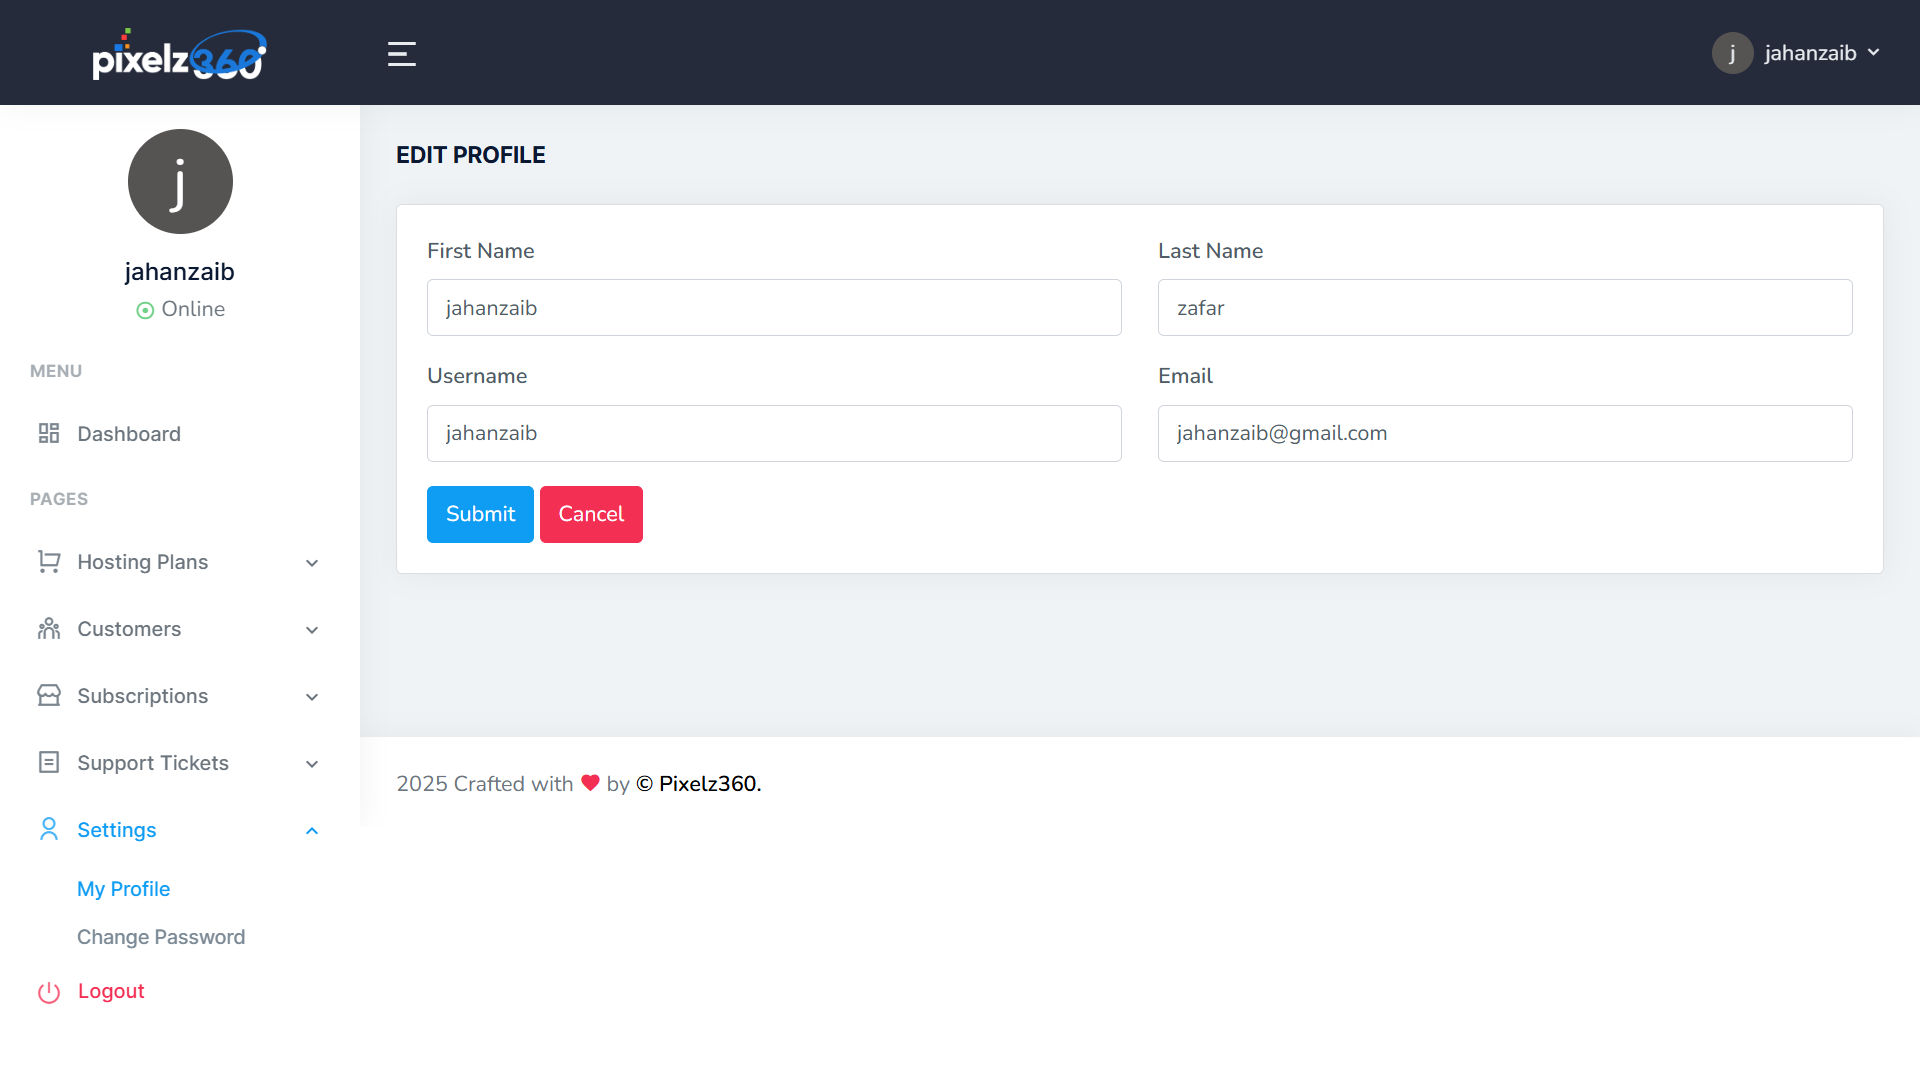 pixelz360
j
jahanzaib
j
jahanzaib
Online
MENU
Dashboard
PAGES
Hosting Plans
Customers
Subscriptions
Support Tickets
Settings
My Profile
Change Password
Logout
EDIT PROFILE
First Name
Last Name
jahanzaib
zafar
Username
Email
jahanzaib
jahanzaib@gmail.com
Submit
Cancel
2025 Crafted with ♥ by © Pixelz360.